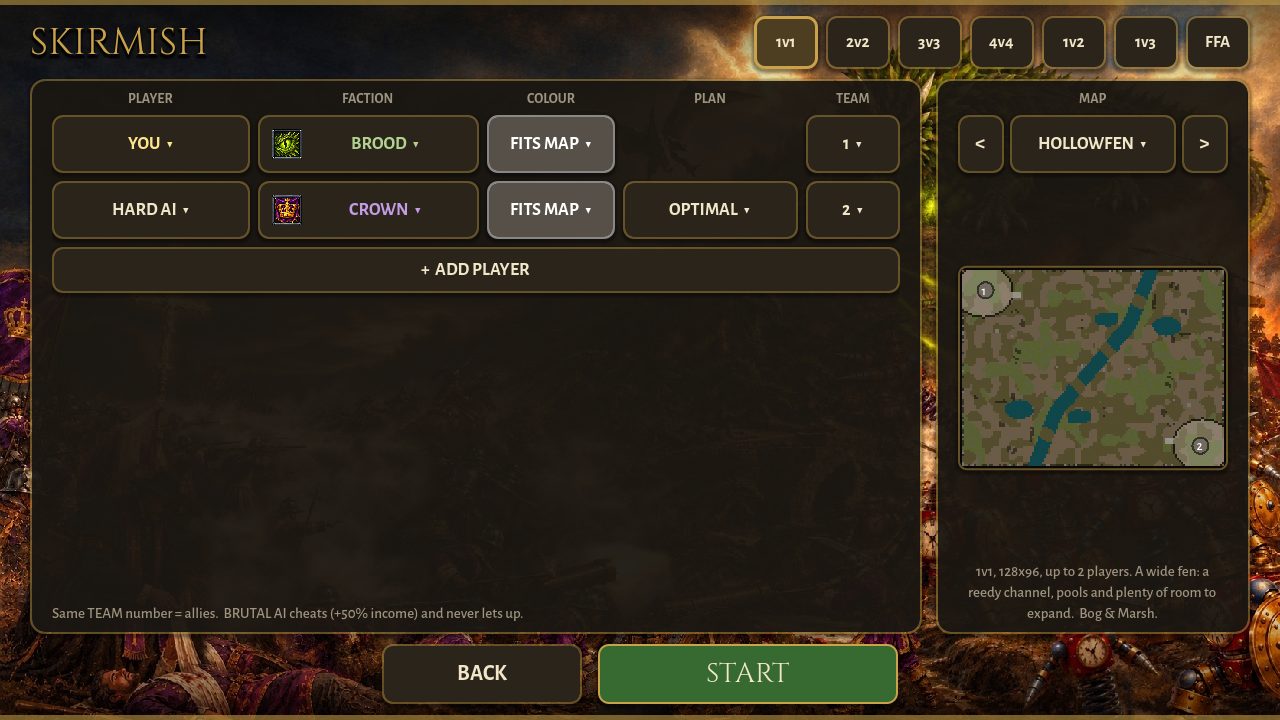 SKIRMISH
1v1
2v2
3v3
4v4
1v2
1v3
FFA
PLAYER
FACTION
COLOUR
PLAN
TEAM
YOU ▾
BROOD ▾
FITS MAP ▾
1 ▾
HARD AI ▾
CROWN ▾
FITS MAP ▾
OPTIMAL ▾
2 ▾
+ ADD PLAYER
Same TEAM number = allies. BRUTAL AI cheats (+50% income) and never lets up.
MAP
<
HOLLOWFEN ▾
>
1
2
1v1, 128x96, up to 2 players. A wide fen: a
reedy channel, pools and plenty of room to
expand. Bog & Marsh.
BACK
START